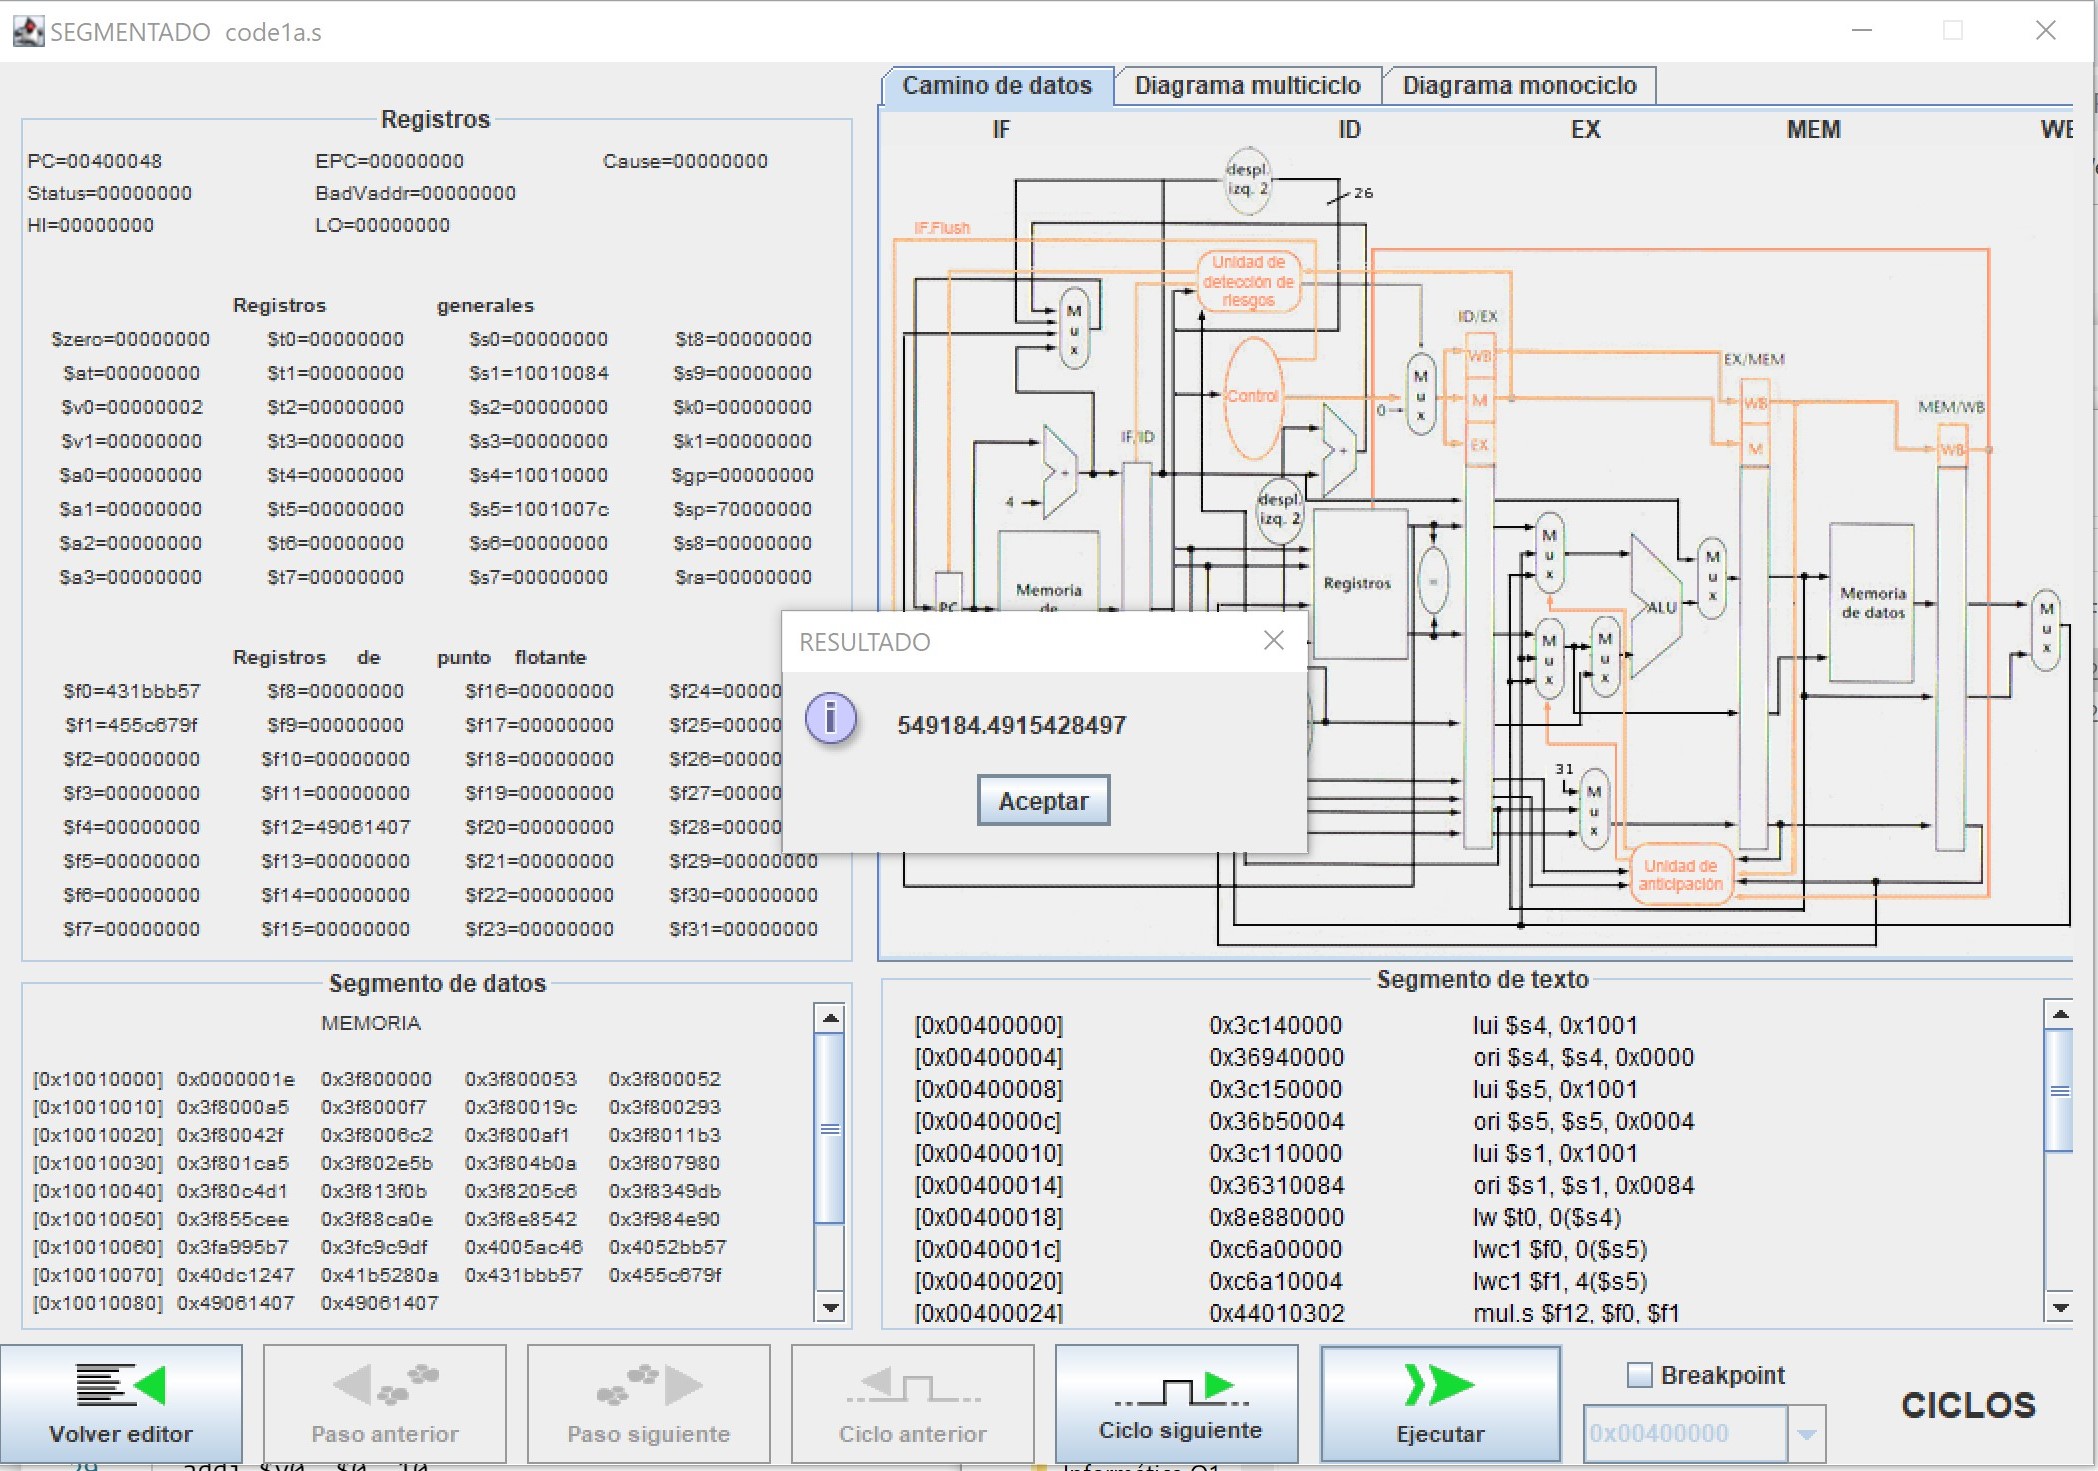 SEGMENTADO code1a.s
Camino de datos Diagrama multiciclo Diagrama monociclo
Registros
PC=00400048 EPC=00000000 Cause=00000000
Status=00000000 BadVaddr=00000000
HI=00000000 LO=00000000
Registros generales
$zero=00000000 $t0=00000000 $s0=00000000 $t8=00000000
$at=00000000 $t1=00000000 $s1=10010084 $s9=00000000
$v0=00000002 $t2=00000000 $s2=00000000 $k0=00000000
$v1=00000000 $t3=00000000 $s3=00000000 $k1=00000000
$a0=00000000 $t4=00000000 $s4=10010000 $gp=00000000
$a1=00000000 $t5=00000000 $s5=1001007c $sp=70000000
$a2=00000000 $t6=00000000 $s6=00000000 $s8=00000000
$a3=00000000 $t7=00000000 $s7=00000000 $ra=00000000
Registros de punto flotante
$f0=431bbb57 $f8=00000000 $f16=00000000 $f24=00000
$f1=455c679f $f9=00000000 $f17=00000000 $f25=00000
$f2=00000000 $f10=00000000 $f18=00000000 $f26=00000
$f3=00000000 $f11=00000000 $f19=00000000 $f27=00000
$f4=00000000 $f12=49061407 $f20=00000000 $f28=00000
$f5=00000000 $f13=00000000 $f21=00000000 $f29=00000000
$f6=00000000 $f14=00000000 $f22=00000000 $f30=00000000
$f7=00000000 $f15=00000000 $f23=00000000 $f31=00000000
IF ID EX MEM WE
despl.
izq. 2
26
IF.Flush
Unidad de
detección de
riesgos
M
u
x
ID/EX
WB
M
EX
Control
M
u
x
0
EX/MEM
WB
M
MEM/WB
WB
IF/ID
+
4
+
despl.
izq. 2
PC
Memoria
de
Registros
=
M
u
x
M
u
x
M
u
x
ALU
M
u
x
Memoria
de datos
M
u
x
31
M
u
x
Unidad de
anticipación
RESULTADO
549184.4915428497
Aceptar
Segmento de datos
MEMORIA
[0x10010000] 0x0000001e 0x3f800000 0x3f800053 0x3f800052
[0x10010010] 0x3f8000a5 0x3f8000f7 0x3f80019c 0x3f800293
[0x10010020] 0x3f80042f 0x3f8006c2 0x3f800af1 0x3f8011b3
[0x10010030] 0x3f801ca5 0x3f802e5b 0x3f804b0a 0x3f807980
[0x10010040] 0x3f80c4d1 0x3f813f0b 0x3f8205c6 0x3f8349db
[0x10010050] 0x3f855cee 0x3f88ca0e 0x3f8e8542 0x3f984e90
[0x10010060] 0x3fa995b7 0x3fc9c9df 0x4005ac46 0x4052bb57
[0x10010070] 0x40dc1247 0x41b5280a 0x431bbb57 0x455c679f
[0x10010080] 0x49061407 0x49061407
Segmento de texto
[0x00400000] 0x3c140000 lui $s4, 0x1001
[0x00400004] 0x36940000 ori $s4, $s4, 0x0000
[0x00400008] 0x3c150000 lui $s5, 0x1001
[0x0040000c] 0x36b50004 ori $s5, $s5, 0x0004
[0x00400010] 0x3c110000 lui $s1, 0x1001
[0x00400014] 0x36310084 ori $s1, $s1, 0x0084
[0x00400018] 0x8e880000 lw $t0, 0($s4)
[0x0040001c] 0xc6a00000 lwc1 $f0, 0($s5)
[0x00400020] 0xc6a10004 lwc1 $f1, 4($s5)
[0x00400024] 0x44010302 mul.s $f12, $f0, $f1
Volver editor
Paso anterior
Paso siguiente
Ciclo anterior
Ciclo siguiente
Ejecutar
Breakpoint
0x00400000
CICLOS